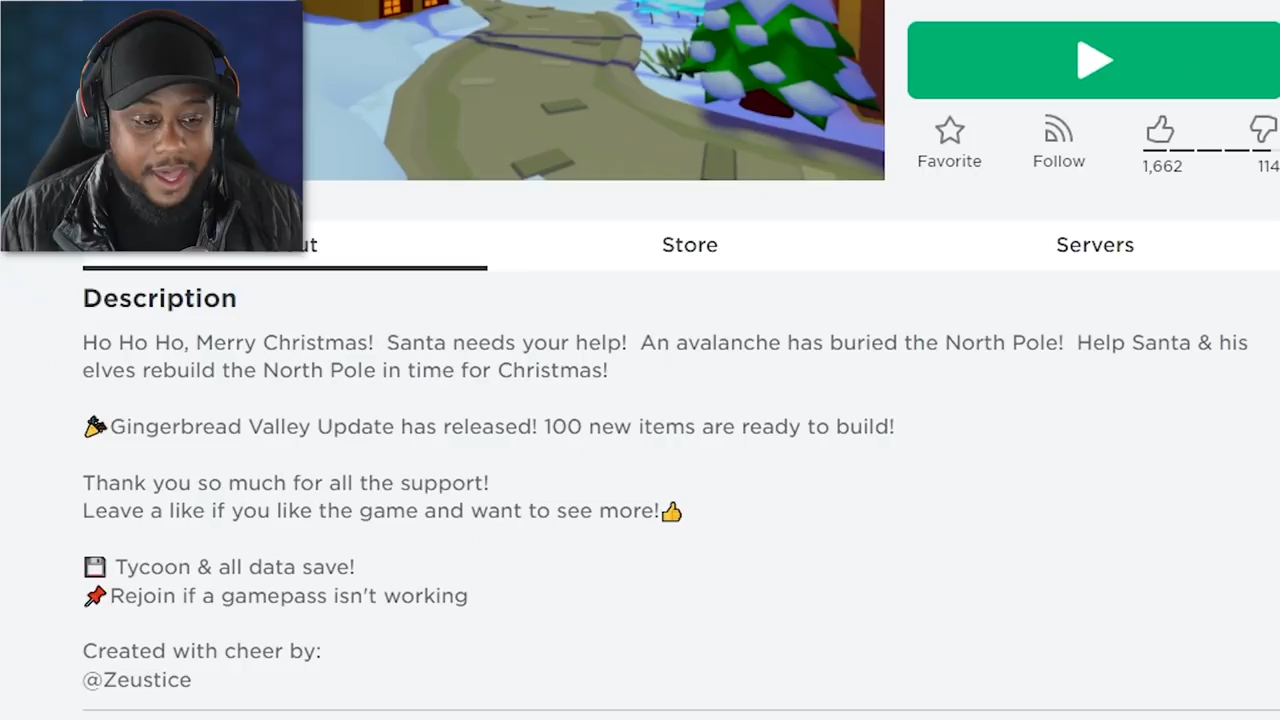 Favorite
Follow
1,662
114
ut
Store
Servers
Description
Ho Ho Ho, Merry Christmas!  Santa needs your help!  An avalanche has buried the North Pole!  Help Santa & his
elves rebuild the North Pole in time for Christmas!
🎉Gingerbread Valley Update has released! 100 new items are ready to build!
Thank you so much for all the support!
Leave a like if you like the game and want to see more!👍
💾 Tycoon & all data save!
📌Rejoin if a gamepass isn't working
Created with cheer by:
@Zeustice